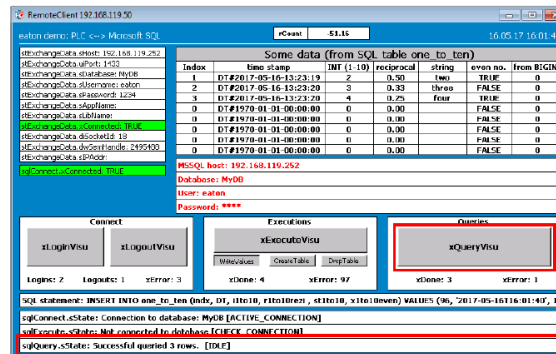 RemoteClient 192.168.119.50
eaton demo: PLC <--> Microsoft SQL
rCount -51.16
16.05.17 16:01:4
stExchangeData.sHost: 192.168.119.252
stExchangeData.uiPort: 1433
stExchangeData.sDatabase: MyDB
stExchangeData.sUsername: eaton
stExchangeData.sPassword: 1234
stExchangeData.sAppName:
stExchangeData.sLibName:
stExchangeData.xConnected: TRUE
stExchangeData.diSocketId: 18
stExchangeData.dwSenHandle: 2495408
stExchangeData.sIPAddr:
sqlConnect.xConnected: TRUE
Some data (from SQL table one_to_ten)
Index time stamp INT (1-10) reciprocal string even no. from BIGIN
1 DT#2017-05-16-13:23:19 2 0.50 two TRUE 0
2 DT#2017-05-16-13:23:20 3 0.33 three FALSE 0
3 DT#2017-05-16-13:23:20 4 0.25 four TRUE 0
0 DT#1970-01-01-00:00:00 0 0.00 FALSE 0
0 DT#1970-01-01-00:00:00 0 0.00 FALSE 0
0 DT#1970-01-01-00:00:00 0 0.00 FALSE 0
0 DT#1970-01-01-00:00:00 0 0.00 FALSE 0
MSSQL host: 192.168.119.252
Database: MyDB
User: eaton
Password: ****
Connect
xLoginVisu xLogoutVisu
Logins: 2 Logouts: 1 xError: 3
Executions
xExecuteVisu
WriteValues CreateTable DropTable
xDone: 4 xError: 97
Queries
xQueryVisu
xDone: 3 xError: 1
SQL statement: INSERT INTO one_to_ten (indx, DT, i1to10, r1to10rezi, st1to10, x1to10even) VALUES (96, '2017-05-16T16:01:40', 1
sqlConnect.sState: Connection to database: MyDB [ACTIVE_CONNECTION]
sqlExecute.sState: Not connected to database [CHECK_CONNECTION]
sqlQuery.sState: Successful queried 3 rows. [IDLE]